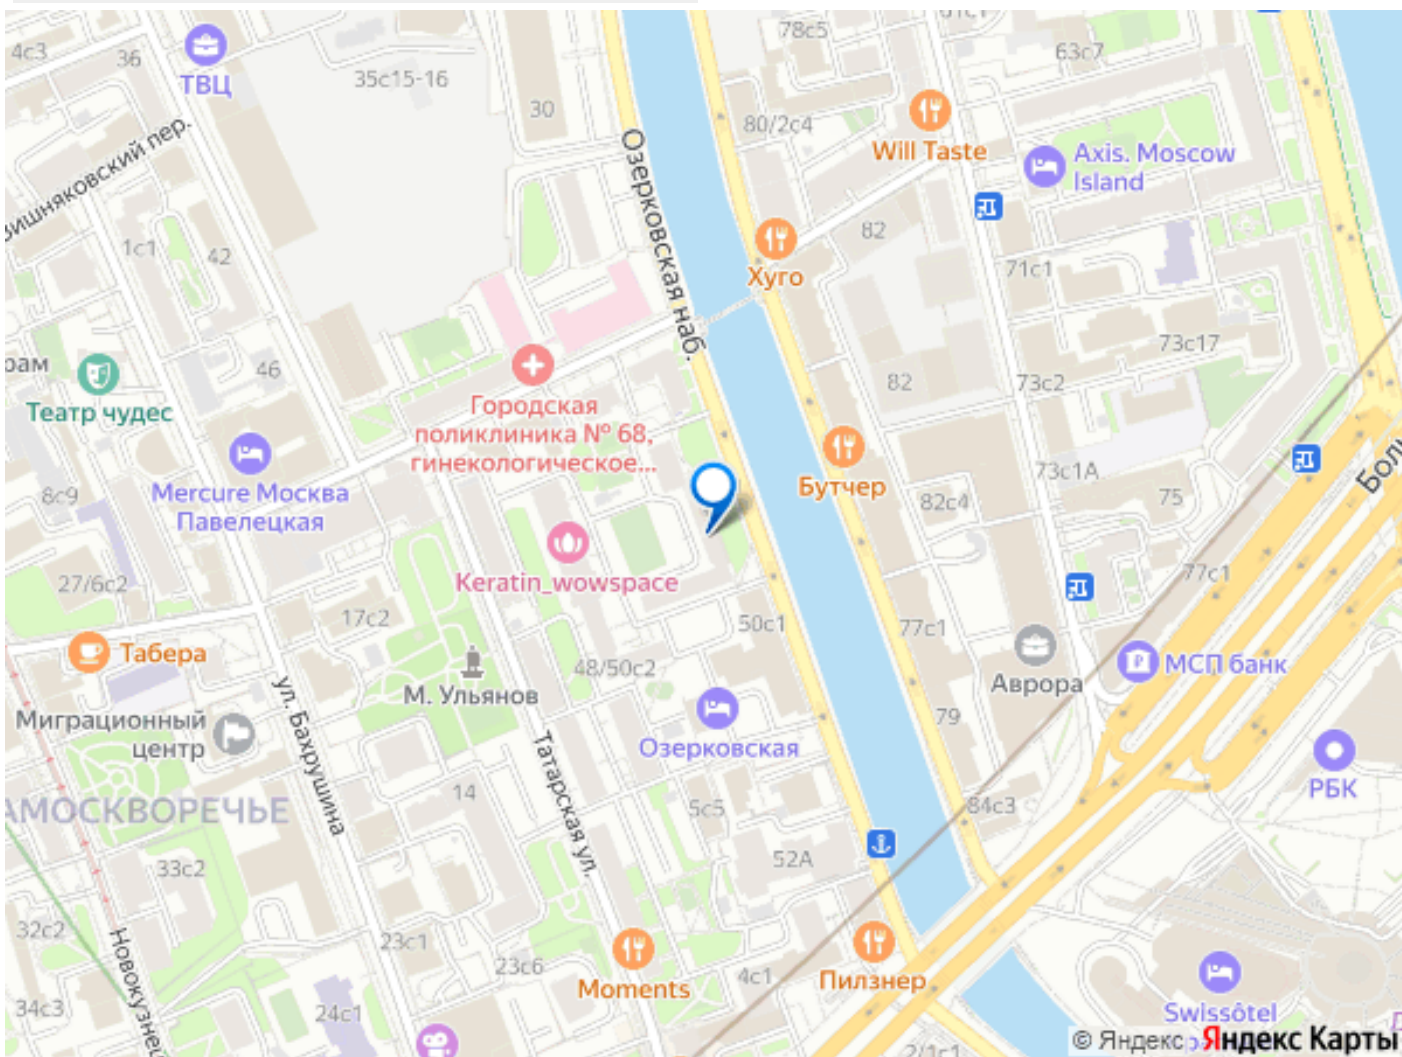 4с3
36
ТВЦ
35с15-16
30
78с5
63с7
80/2с4
Will Taste
Axis. Moscow
Island
Озерковская наб.
1с1
42
82
Хуго
71с1
73с17
46
Театр чудес
Городская
поликлиника № 68,
гинекологическое...
82
73с2
Mercure Москва
Павелецкая
8с9
Бутчер
73с1А
82с4
75
Keratin_wowspace
27/6с2
17с2
50с1
77с1
77с1
Табера
48/50с2
М. Ульянов
Аврора
МСП банк
Миграционный
центр
ул. Бахрушина
Озерковская
79
РБК
Татарская ул.
14
5с5
84с3
АМОСКВОРЕЧЬЕ
33с2
52А
32с2
23с1
23с6
Moments
4с1
Пилзнер
34с3
24с1
Swissôtel
2/1с1
© Яндекс
Яндекс Карты